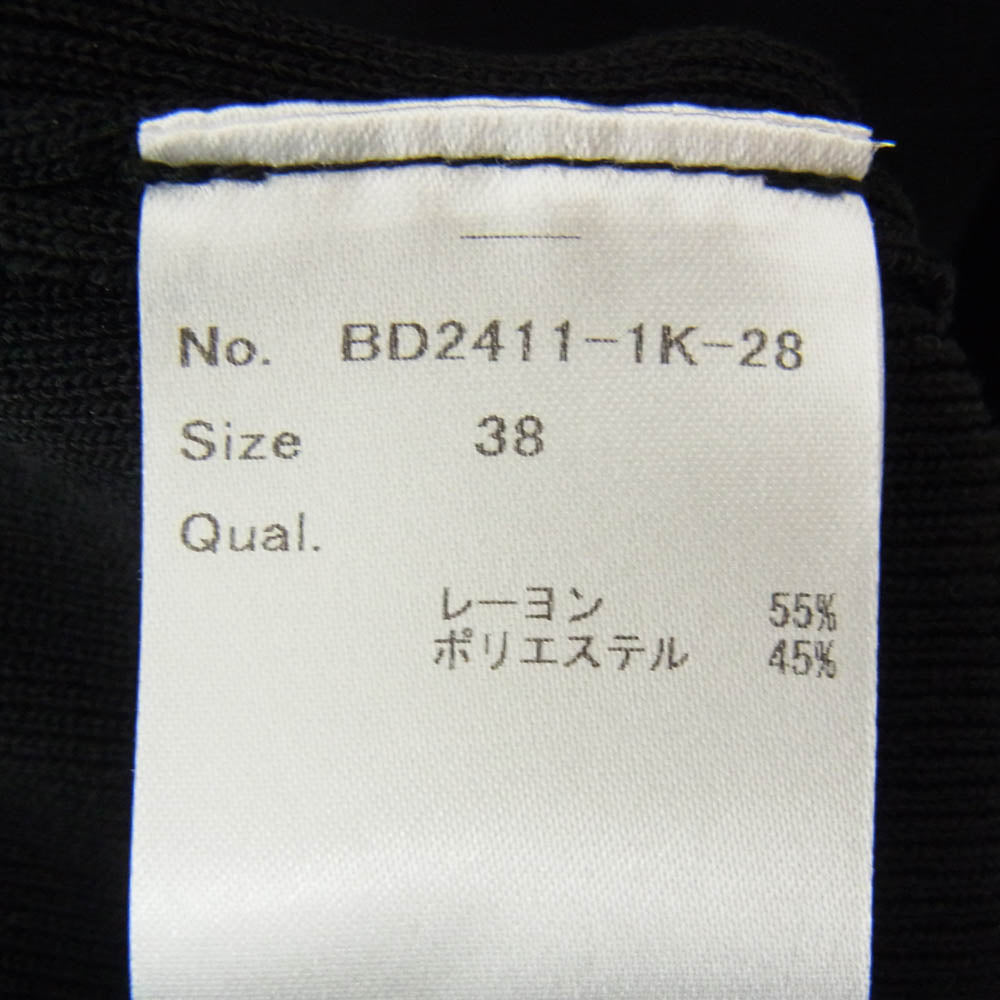 No. BD2411-1K-28
Size 38
Qual.
レーヨン 55%
ポリエステル 45%